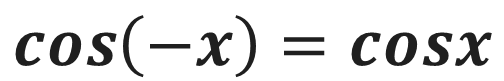 cos(−x) = cosx